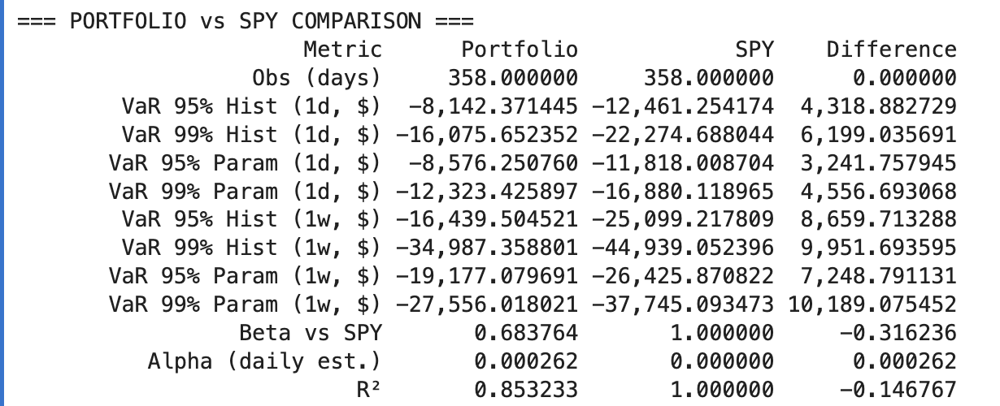 === PORTFOLIO vs SPY COMPARISON ===
Metric Portfolio SPY Difference
Obs (days) 358.000000 358.000000 0.000000
VaR 95% Hist (1d, $) -8,142.371445 -12,461.254174 4,318.882729
VaR 99% Hist (1d, $) -16,075.652352 -22,274.688044 6,199.035691
VaR 95% Param (1d, $) -8,576.250760 -11,818.008704 3,241.757945
VaR 99% Param (1d, $) -12,323.425897 -16,880.118965 4,556.693068
VaR 95% Hist (1w, $) -16,439.504521 -25,099.217809 8,659.713288
VaR 99% Hist (1w, $) -34,987.358801 -44,939.052396 9,951.693595
VaR 95% Param (1w, $) -19,177.079691 -26,425.870822 7,248.791131
VaR 99% Param (1w, $) -27,556.018021 -37,745.093473 10,189.075452
Beta vs SPY 0.683764 1.000000 -0.316236
Alpha (daily est.) 0.000262 0.000000 0.000262
R² 0.853233 1.000000 -0.146767